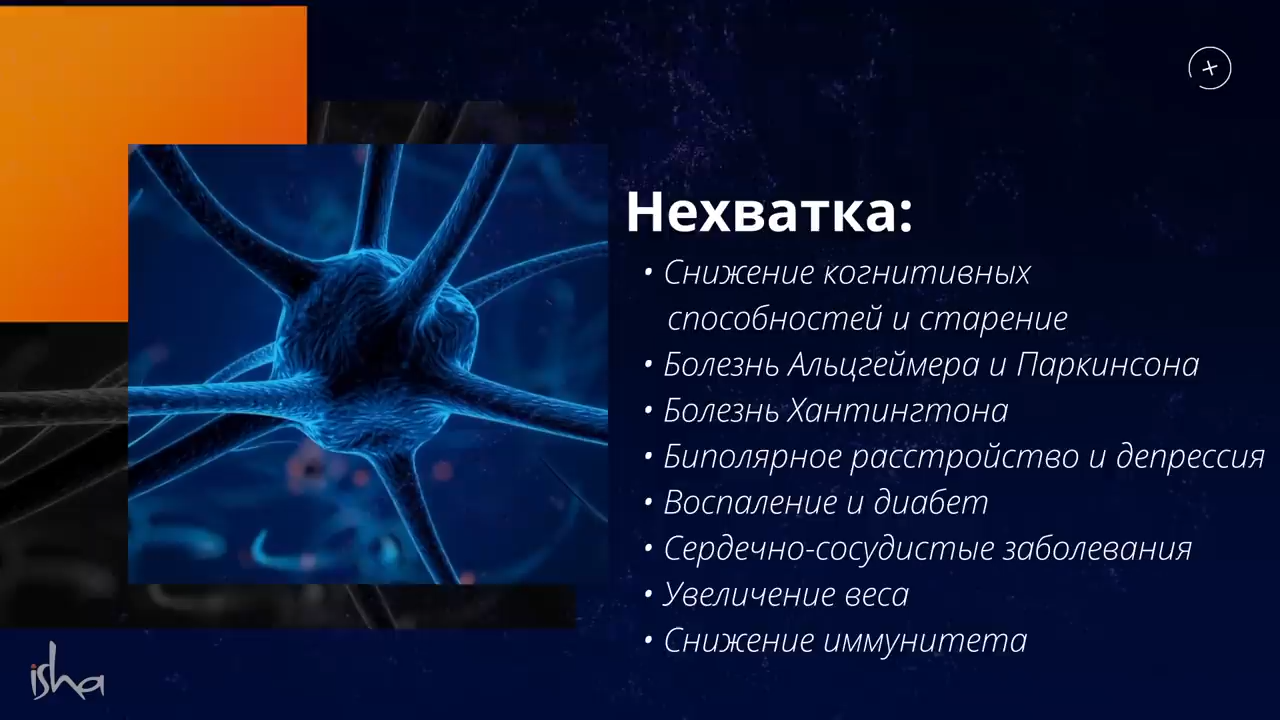 Нехватка:
• Снижение когнитивных
способностей и старение
• Болезнь Альцгеймера и Паркинсона
• Болезнь Хантингтона
• Биполярное расстройство и депрессия
• Воспаление и диабет
• Сердечно-сосудистые заболевания
• Увеличение веса
• Снижение иммунитета
isha